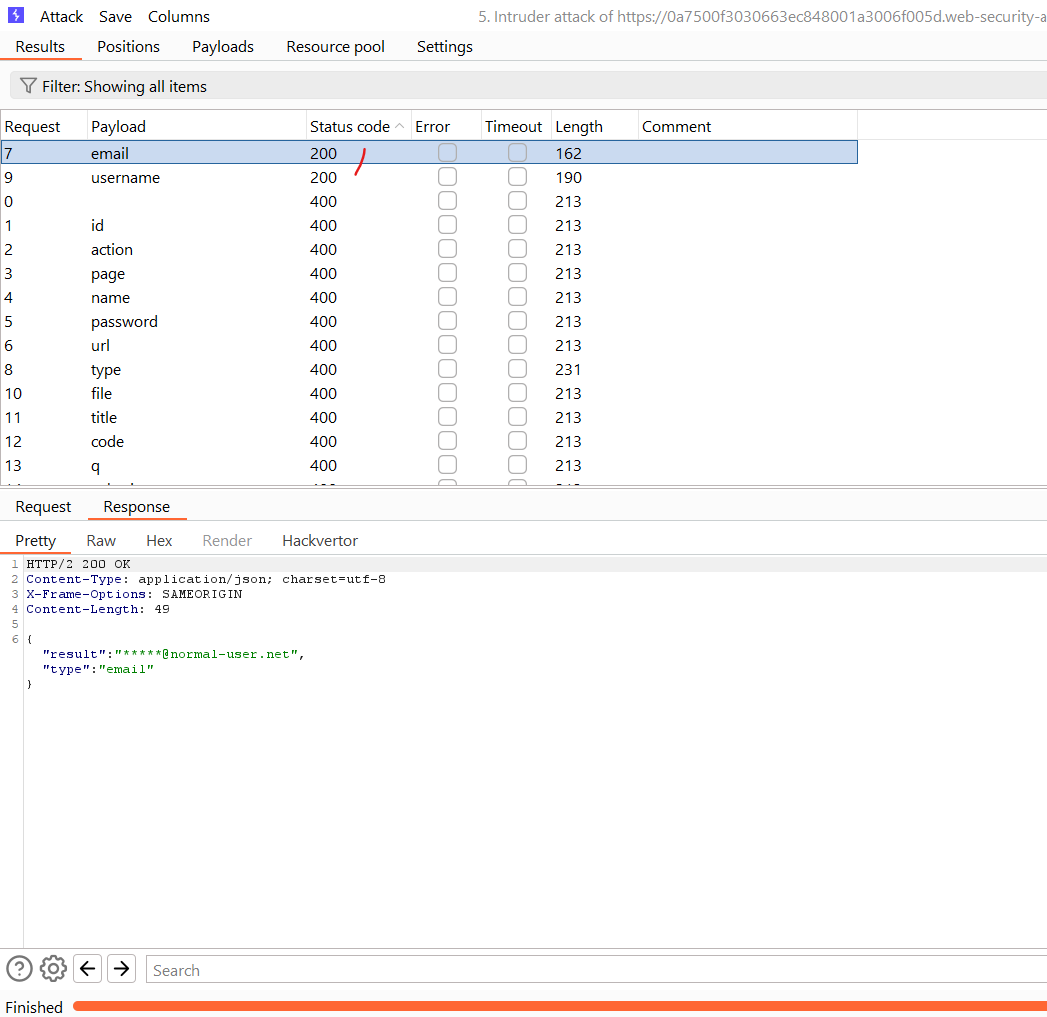 Attack Save Columns 5. Intruder attack of https://0a7500f3030663ec848001a3006f005d.web-security-a
Results Positions Payloads Resource pool Settings
Filter: Showing all items
Request Payload Status code Error Timeout Length Comment
7 email 200 162
9 username 200 190
0 400 213
1 id 400 213
2 action 400 213
3 page 400 213
4 name 400 213
5 password 400 213
6 url 400 213
8 type 400 231
10 file 400 213
11 title 400 213
12 code 400 213
13 q 400 213
Request Response
Pretty Raw Hex Render Hackvertor
1 HTTP/2 200 OK
2 Content-Type: application/json; charset=utf-8
3 X-Frame-Options: SAMEORIGIN
4 Content-Length: 49
5
6 {
"result":"*****@normal-user.net",
"type":"email"
}
? Search
Finished